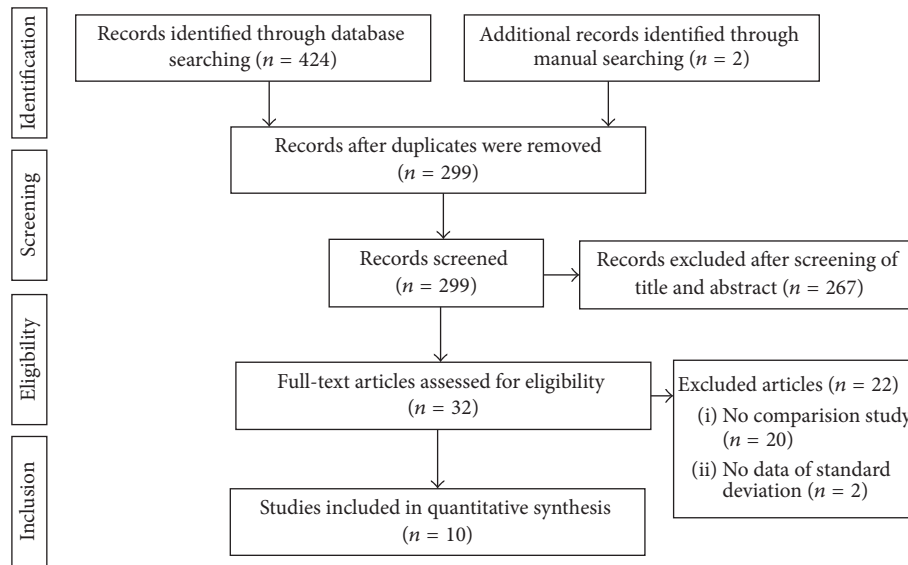 Identification
Records identified through database
searching (n = 424)
Additional records identified through
manual searching (n = 2)
Records after duplicates were removed
(n = 299)
Screening
Records screened
(n = 299)
Records excluded after screening of
title and abstract (n = 267)
Eligibility
Full-text articles assessed for eligibility
(n = 32)
Excluded articles (n = 22)
(i) No comparision study
(n = 20)
(ii) No data of standard
deviation (n = 2)
Inclusion
Studies included in quantitative synthesis
(n = 10)